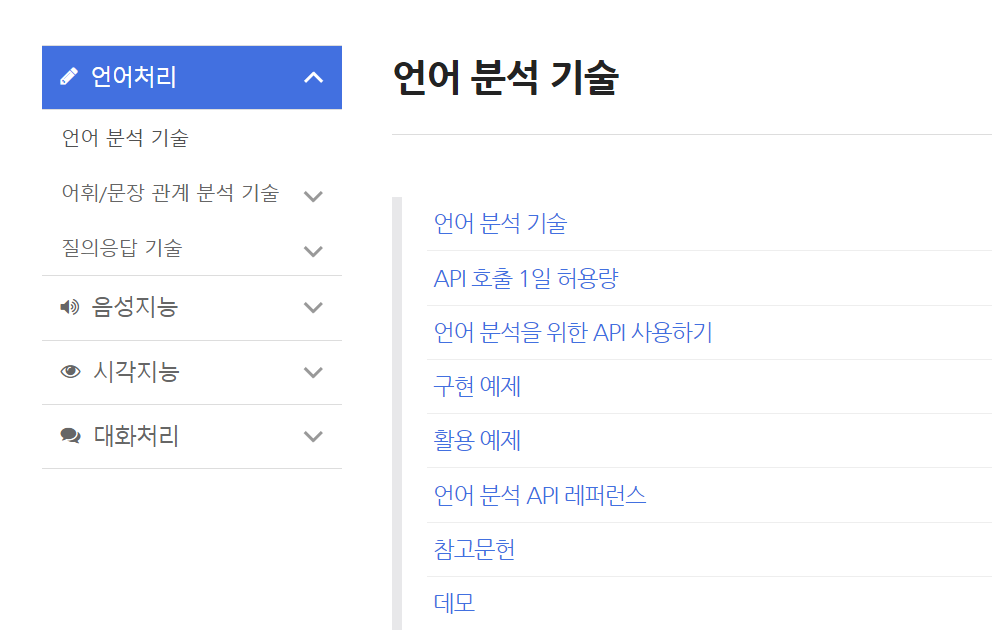 언어처리
언어 분석 기술
어휘/문장 관계 분석 기술
질의응답 기술
음성지능
시각지능
대화처리
언어 분석 기술
언어 분석 기술
API 호출 1일 허용량
언어 분석을 위한 API 사용하기
구현 예제
활용 예제
언어 분석 API 레퍼런스
참고문헌
데모